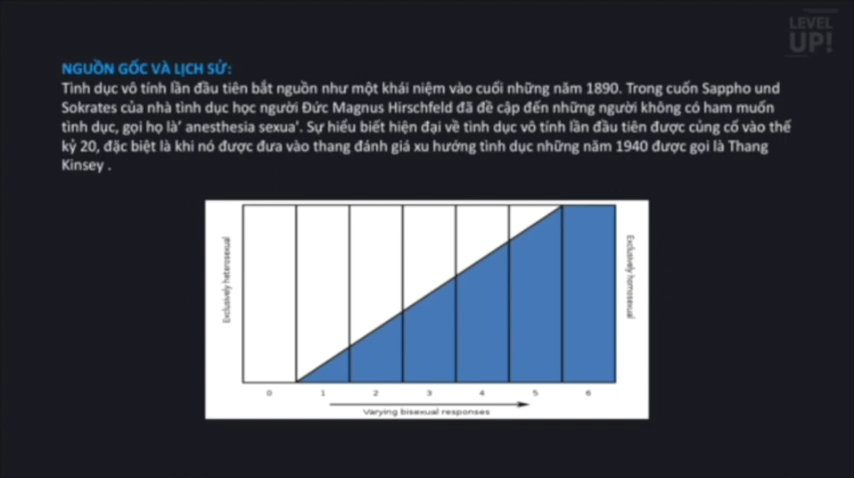 LEVEL
UP!
NGUỒN GỐC VÀ LỊCH SỬ:
Tình dục vô tính lần đầu tiên bắt nguồn như một khái niệm vào cuối những năm 1890. Trong cuốn Sappho und
Sokrates của nhà tình dục học người Đức Magnus Hirschfeld đã đề cập đến những người không có ham muốn
tình dục, gọi họ là' anesthesia sexua'. Sự hiểu biết hiện đại về tình dục vô tính lần đầu tiên được củng cố vào thế
kỷ 20, đặc biệt là khi nó được đưa vào thang đánh giá xu hướng tình dục những năm 1940 được gọi là Thang
Kinsey .
Exclusively heterosexual
Exclusively homosexual
0 1 2 3 4 5 6
Varying bisexual responses